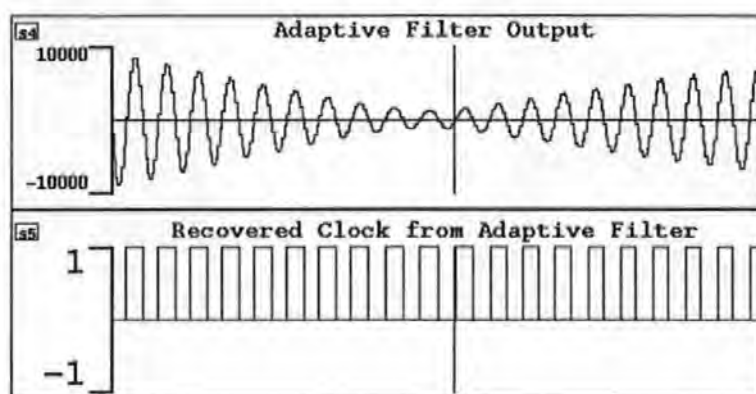 s4
Adaptive Filter Output
10000
-10000
s5
Recovered Clock from Adaptive Filter
1
-1